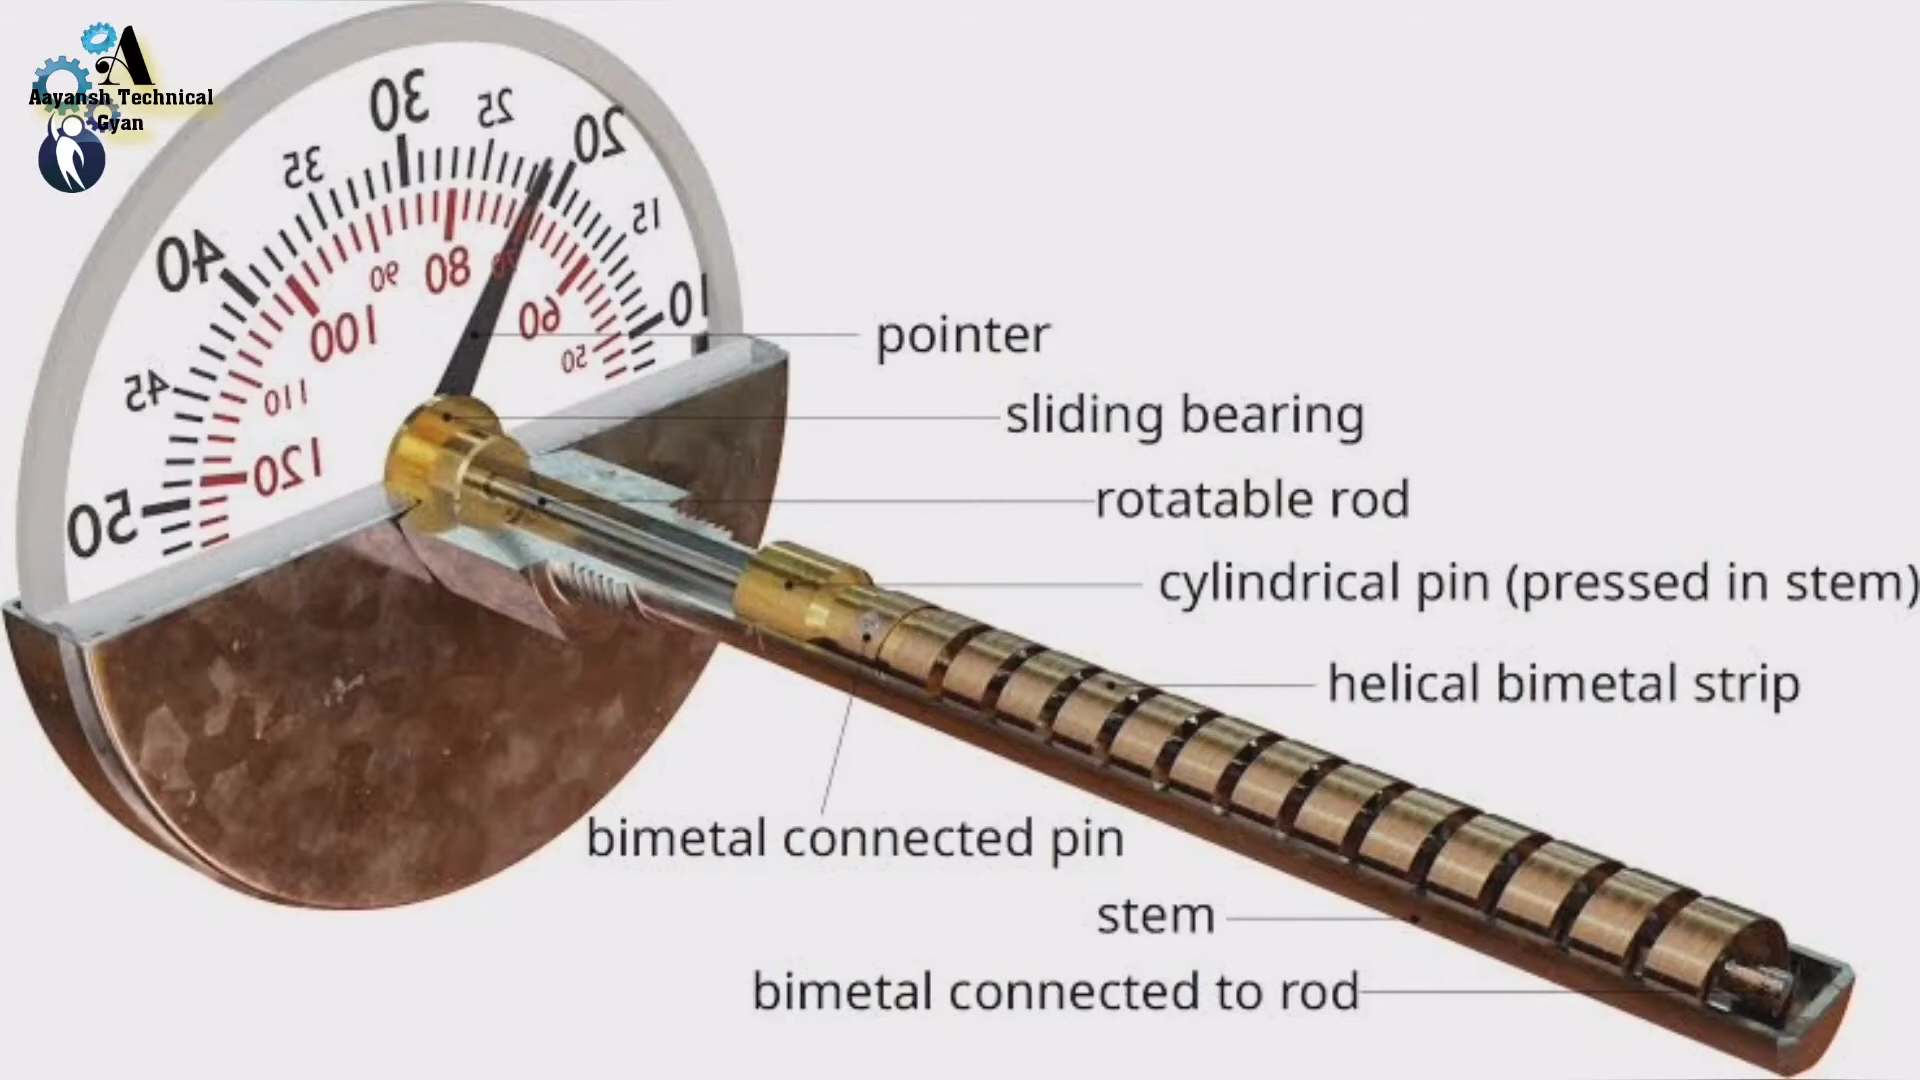 A
Aayansh Technical
Gyan
30
25
20
35
15
40
10
90
80
70
60
100
50
45
110
120
50
pointer
sliding bearing
rotatable rod
cylindrical pin (pressed in stem)
helical bimetal strip
bimetal connected pin
stem
bimetal connected to rod